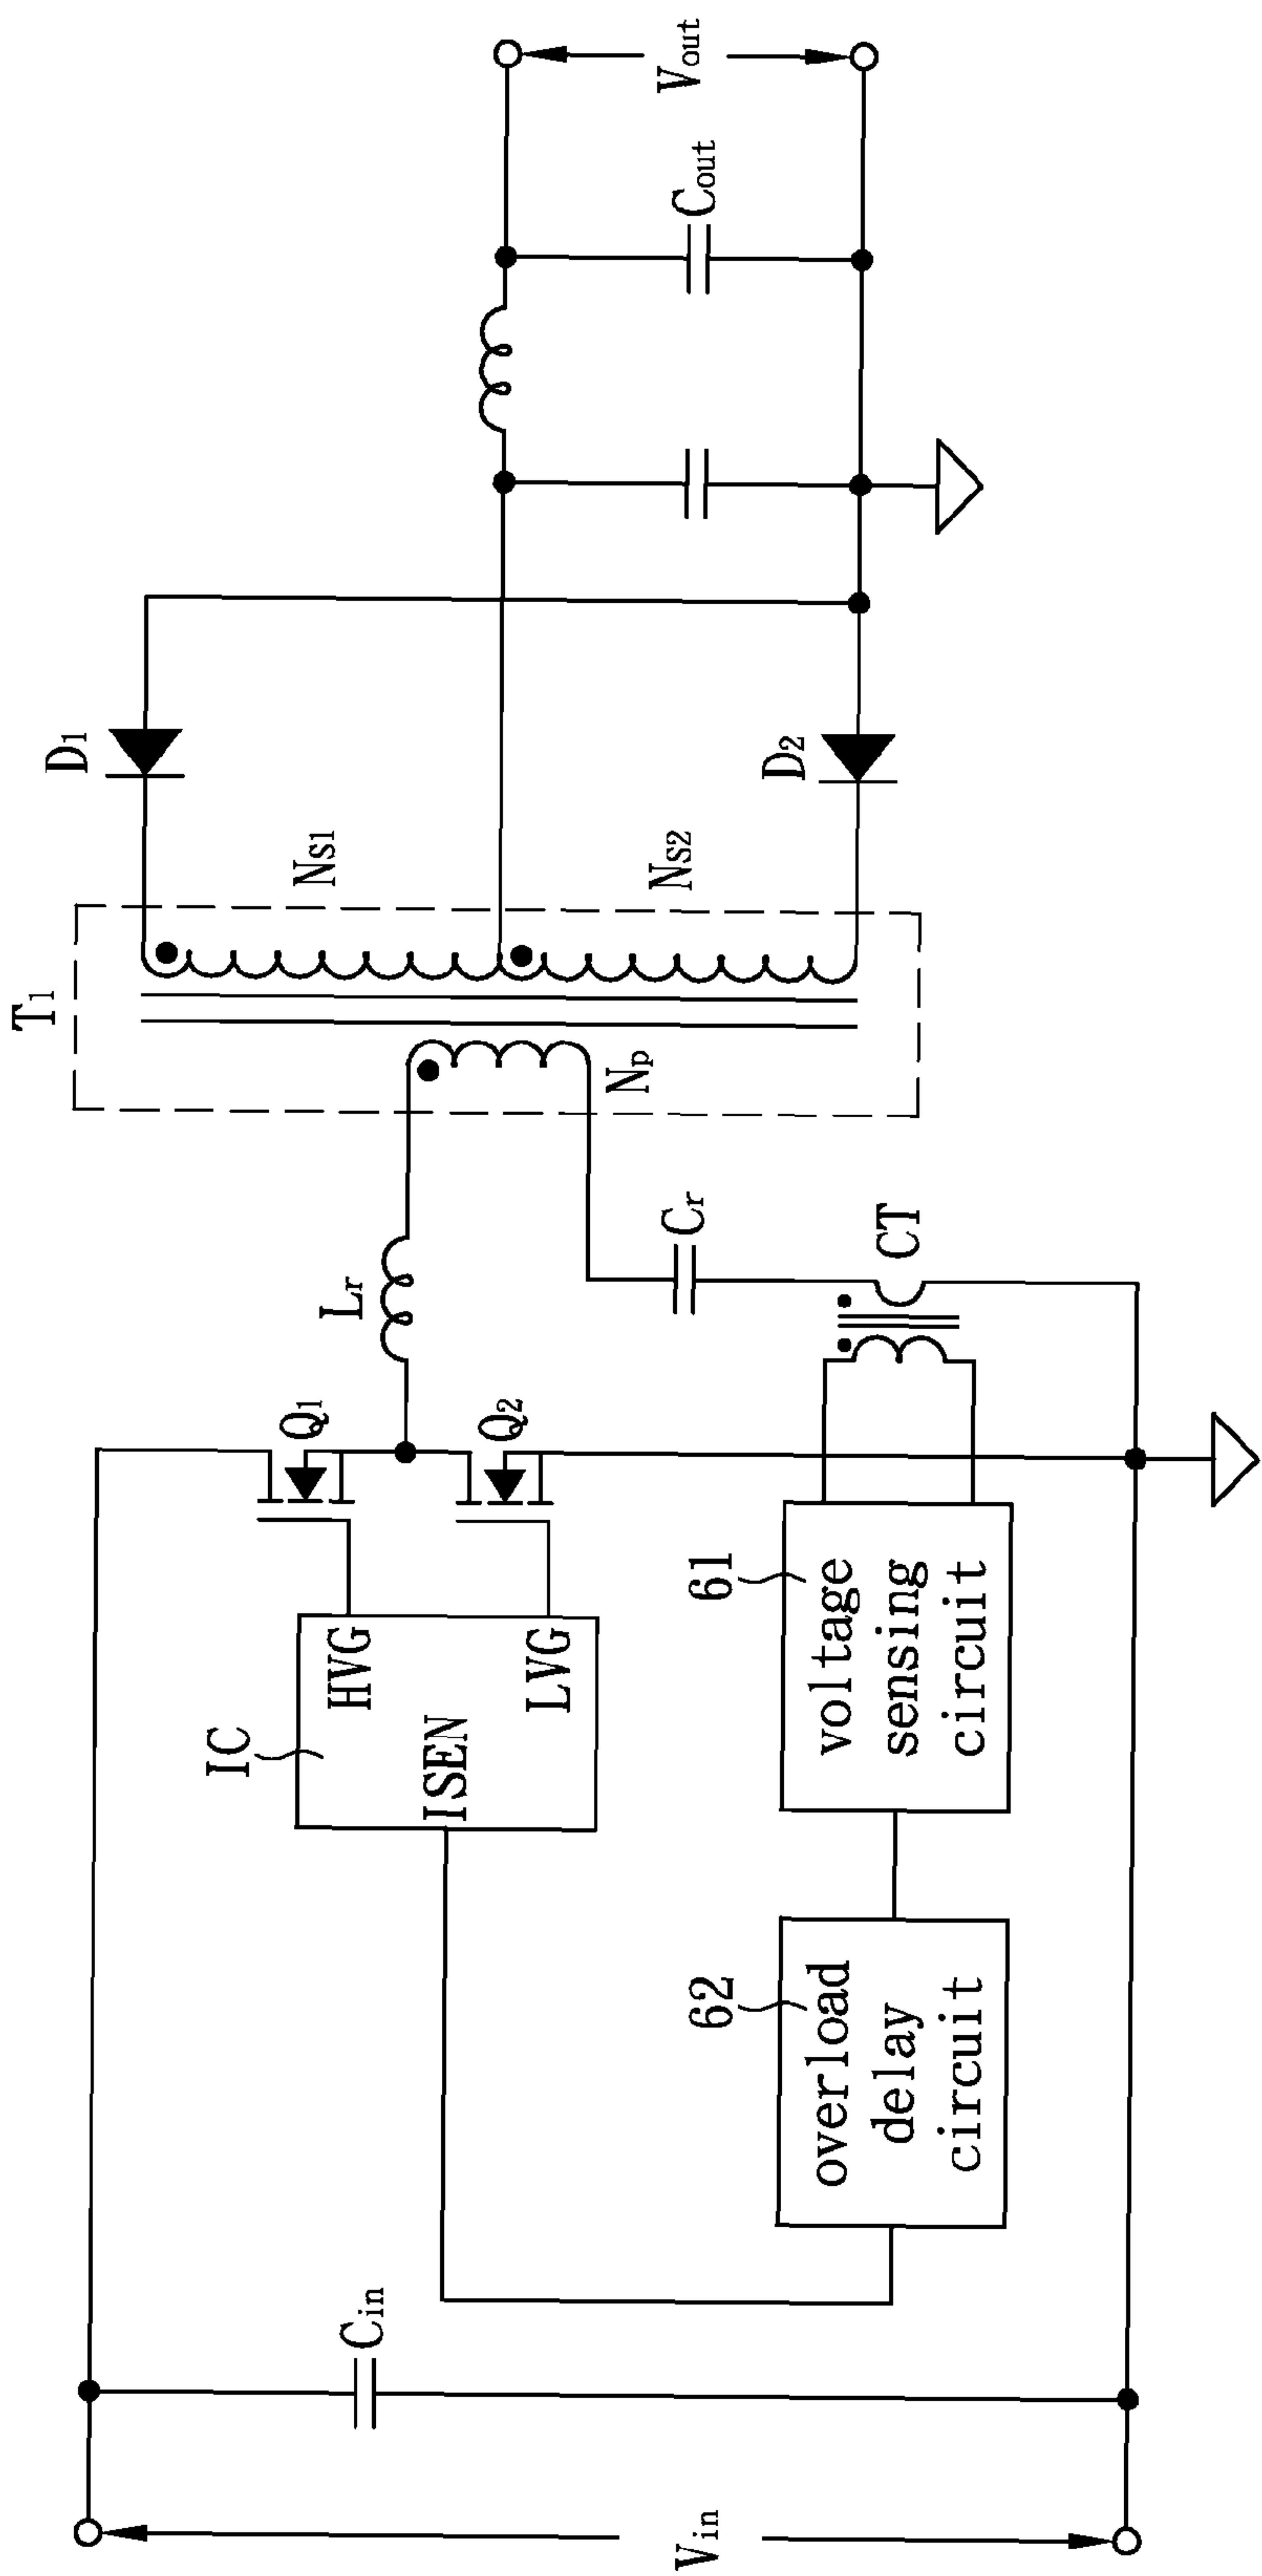 Vin
Cin
IC
HVG
ISEN
LVG
Q1
Q2
Lr
62
overload
delay
circuit
61
voltage
sensing
circuit
Cr
CT
T1
Np
Ns1
Ns2
D1
D2
Cout
Vout